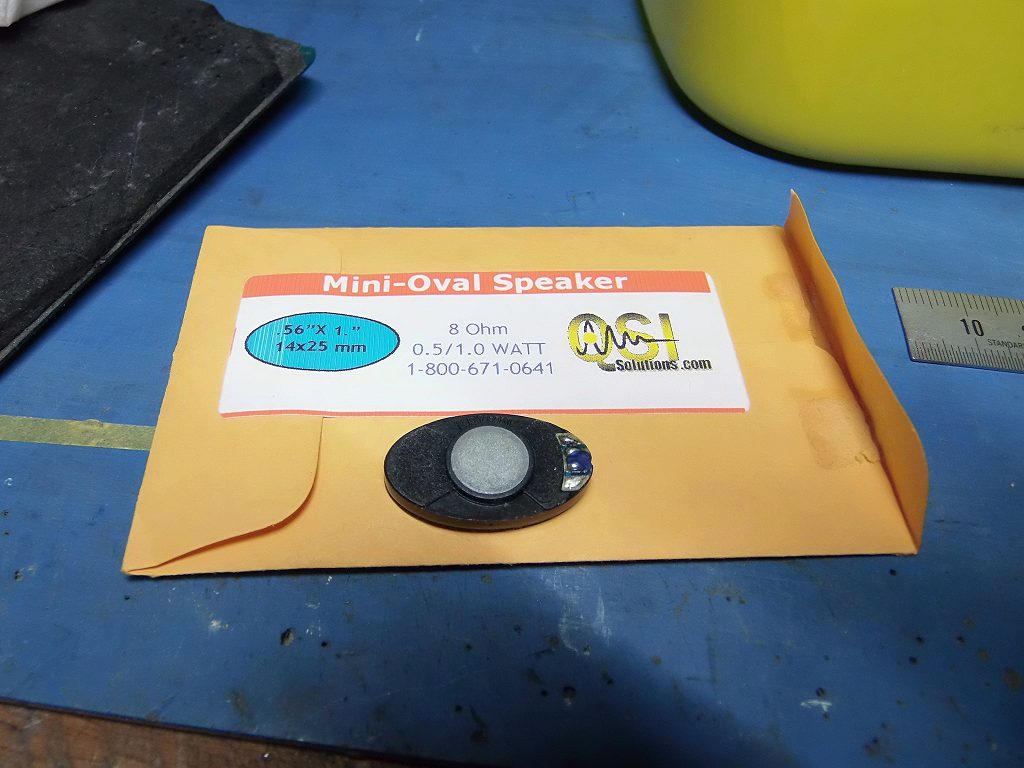 Mini-Oval Speaker
.56"X 1."
14x25 mm
8 Ohm
0.5/1.0 WATT
1-800-671-0641
QSI
Solutions.com
10
STANDARD